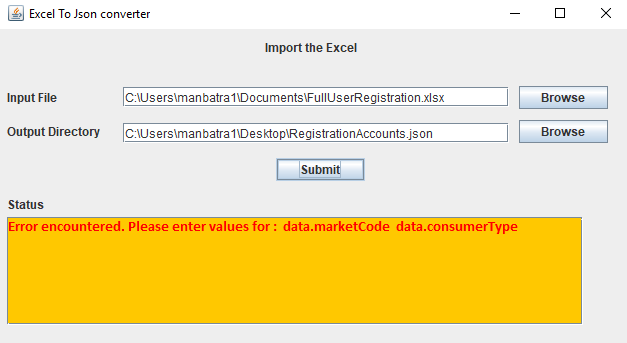 Excel To Json converter
Import the Excel
Input File C:\Users\manbatra1\Documents\FullUserRegistration.xlsx Browse
Output Directory C:\Users\manbatra1\Desktop\RegistrationAccounts.json Browse
Submit
Status
Error encountered. Please enter values for : data.marketCode data.consumerType